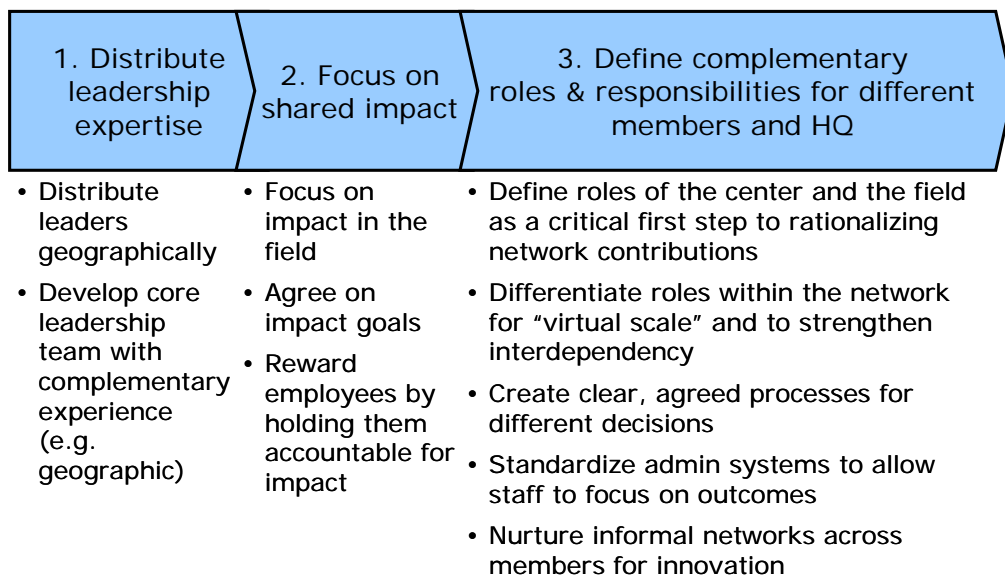 1. Distribute
leadership
expertise
2. Focus on
shared impact
3. Define complementary
roles & responsibilities for different
members and HQ
• Distribute
leaders
geographically
• Develop core
leadership
team with
complementary
experience
(e.g.
geographic)
• Focus on
impact in the
field
• Agree on
impact goals
• Reward
employees by
holding them
accountable for
impact
• Define roles of the center and the field
as a critical first step to rationalizing
network contributions
• Differentiate roles within the network
for “virtual scale” and to strengthen
interdependency
• Create clear, agreed processes for
different decisions
• Standardize admin systems to allow
staff to focus on outcomes
• Nurture informal networks across
members for innovation